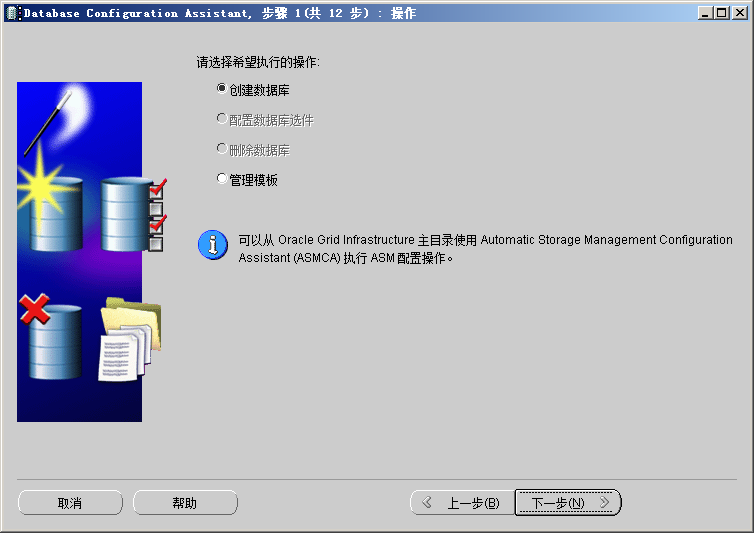 Database Configuration Assistant, 步骤 1(共 12 步) : 操作
请选择希望执行的操作:
创建数据库
配置数据库选件
删除数据库
管理模板
可以从 Oracle Grid Infrastructure 主目录使用 Automatic Storage Management Configuration
Assistant (ASMCA) 执行 ASM 配置操作。
取消
帮助
上一步(B)
下一步(N)